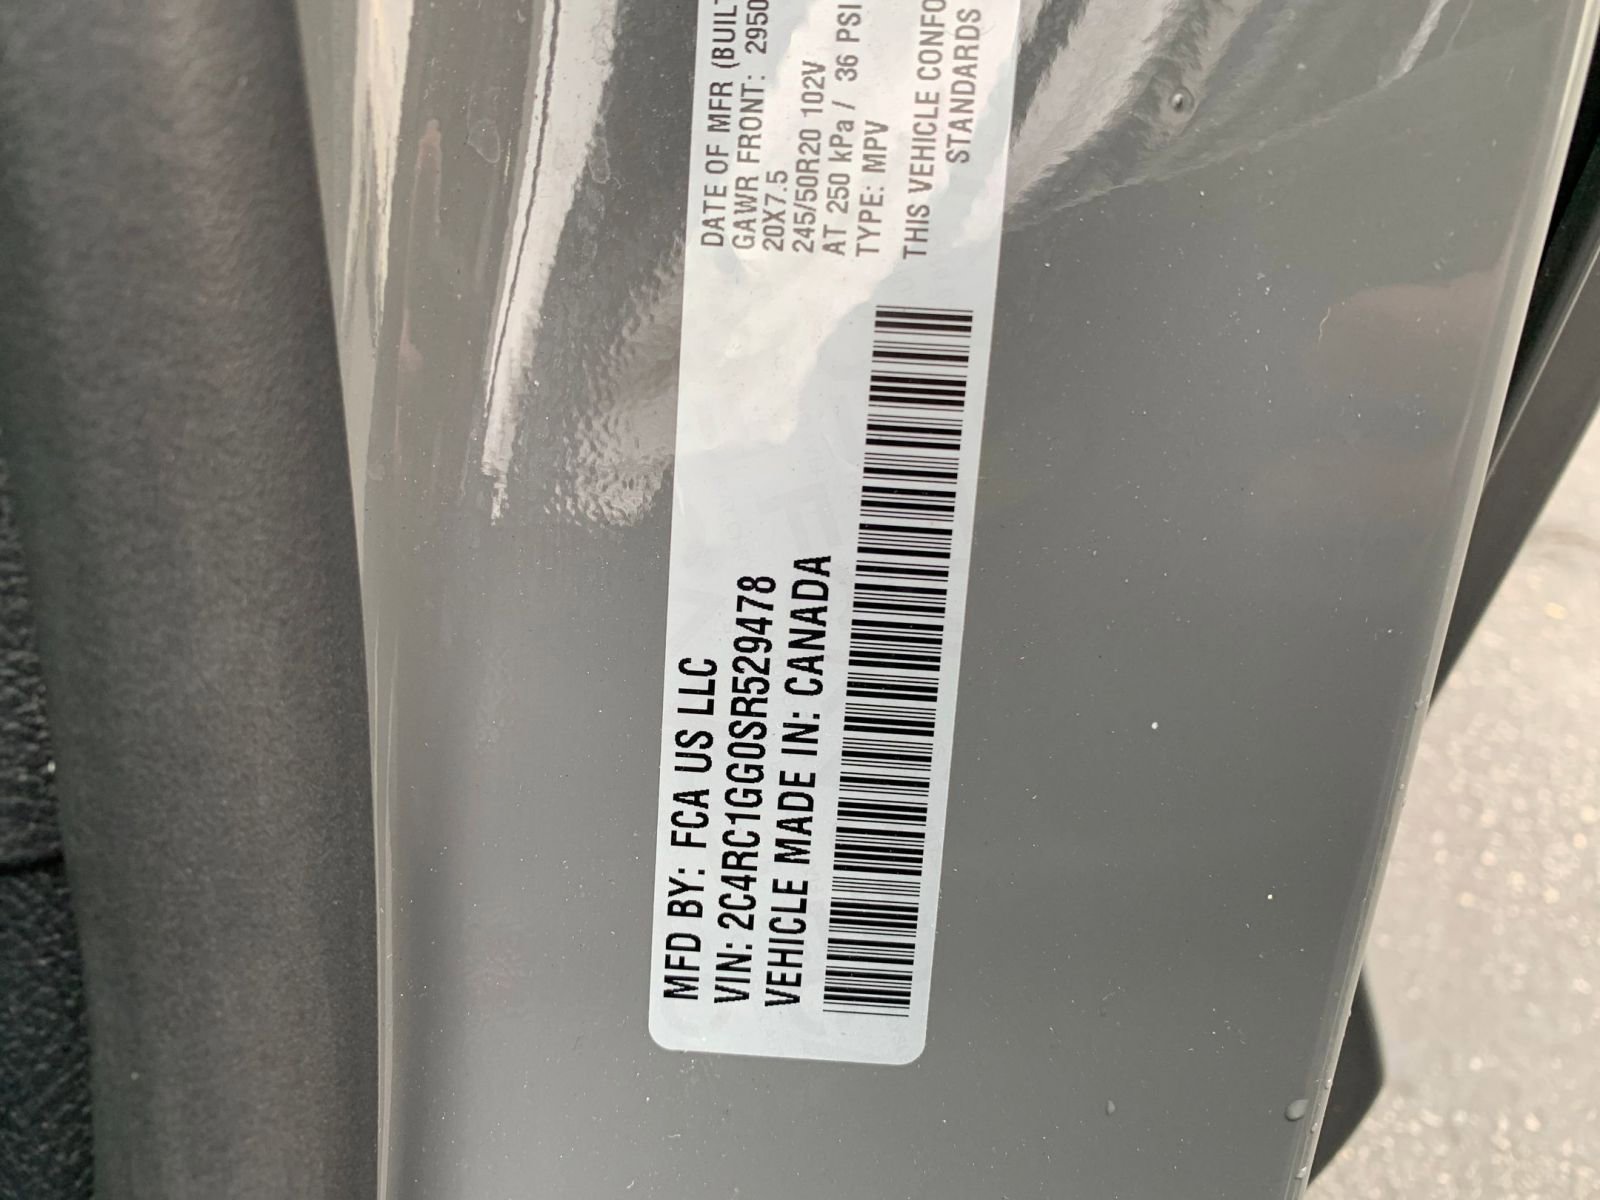 MFD BY: FCA US LLC
VIN: 2C4RC1GG0SR529478
VEHICLE MADE IN: CANADA
DATE OF MFR (BUILT
GAWR FRONT: 2950
20X7.5
245/50R20 102V
AT 250 kPa / 36 PSI
TYPE: MPV
THIS VEHICLE CONFO
STANDARDS